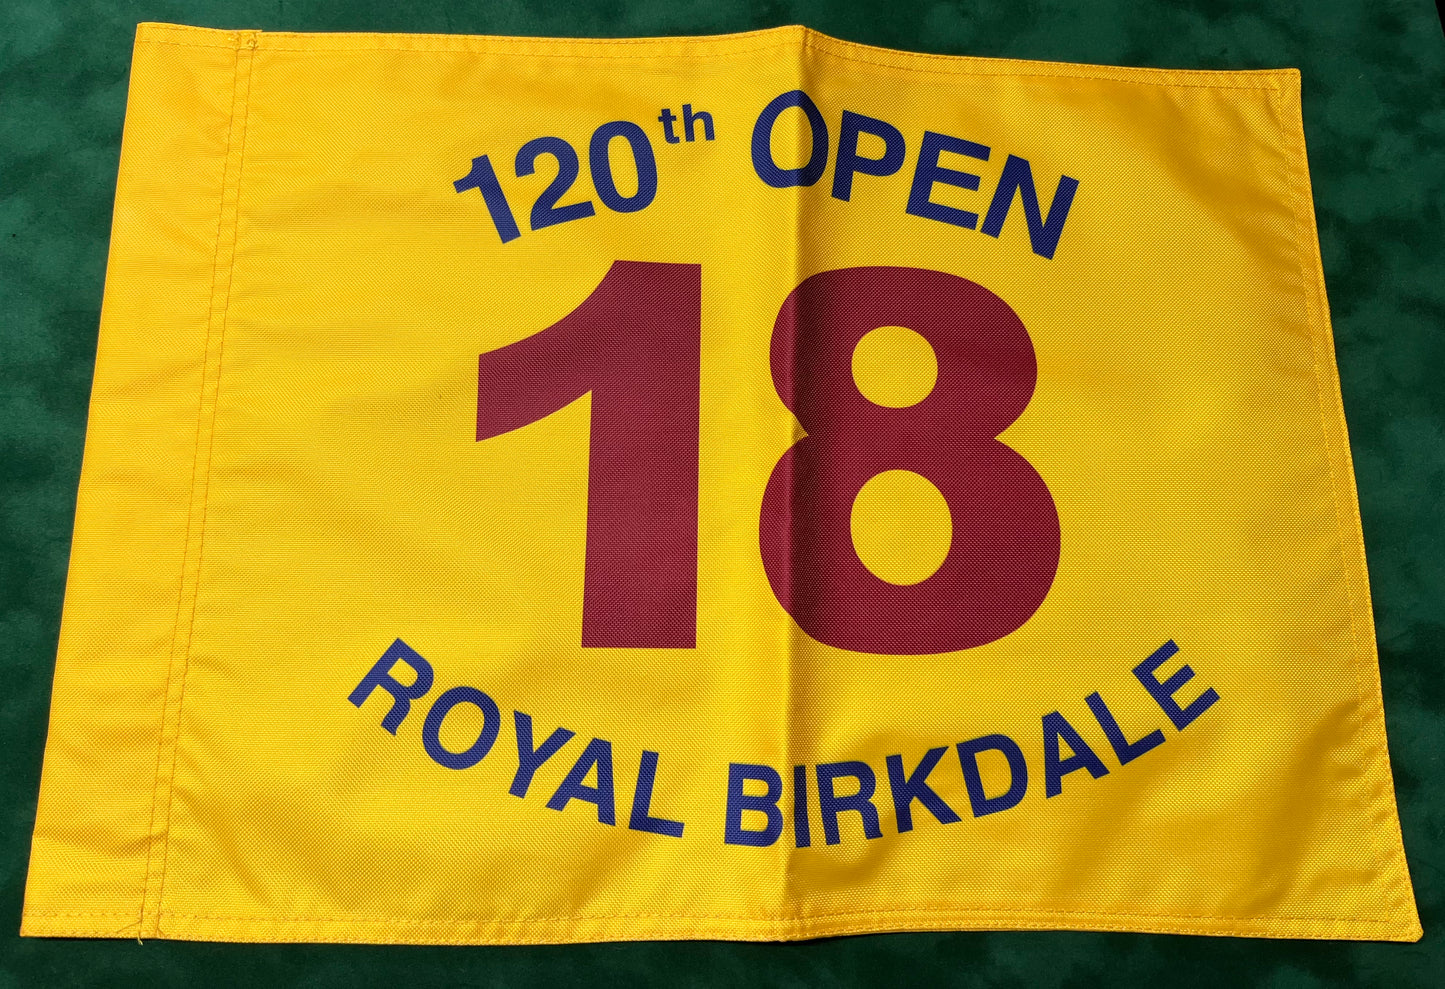 120th OPEN
18
ROYAL BIRKDALE